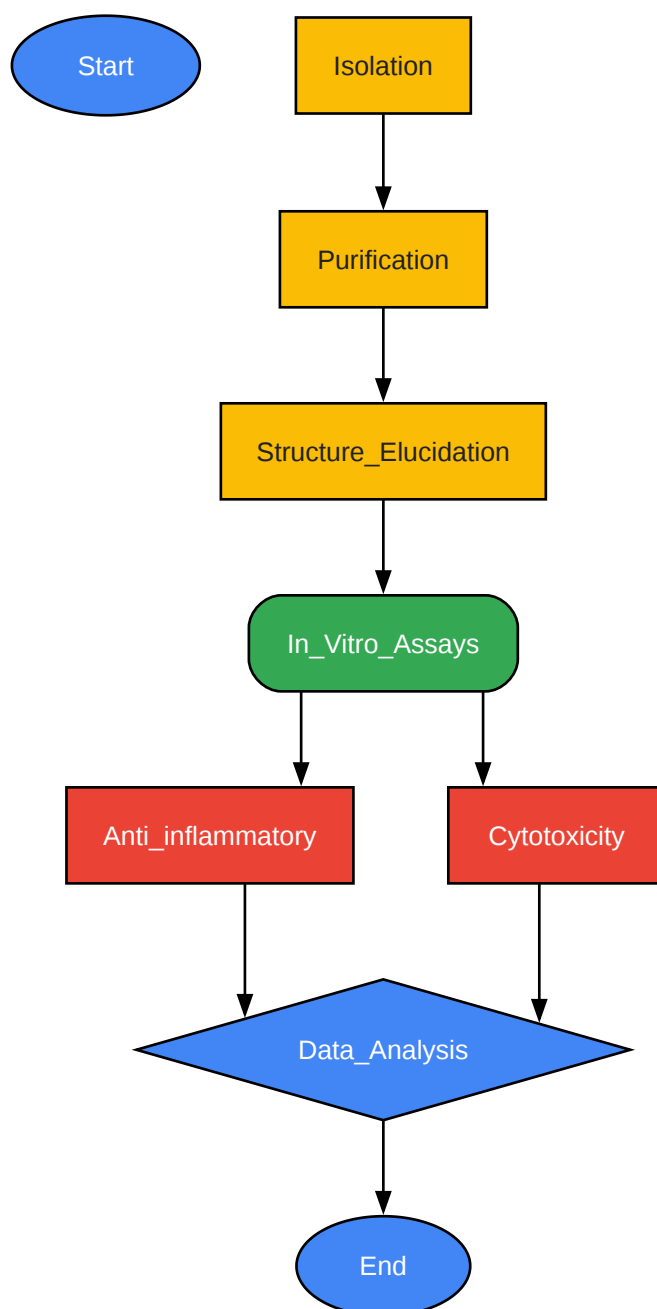 Start
Isolation
Purification
Structure_Elucidation
In_Vitro_Assays
Anti_inflammatory
Cytotoxicity
Data_Analysis
End